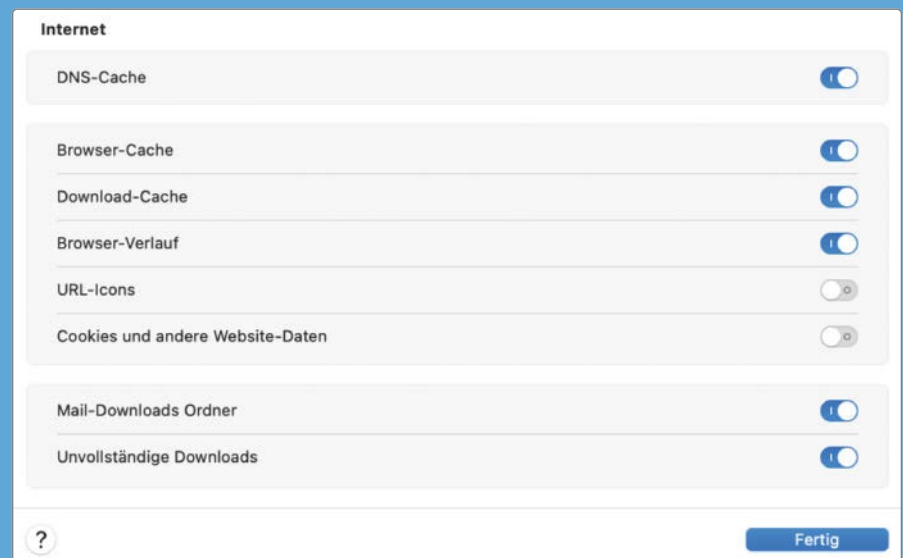 Internet
DNS-Cache
Browser-Cache
Download-Cache
Browser-Verlauf
URL-Icons
Cookies und andere Website-Daten
Mail-Downloads Ordner
Unvollständige Downloads
?
Fertig